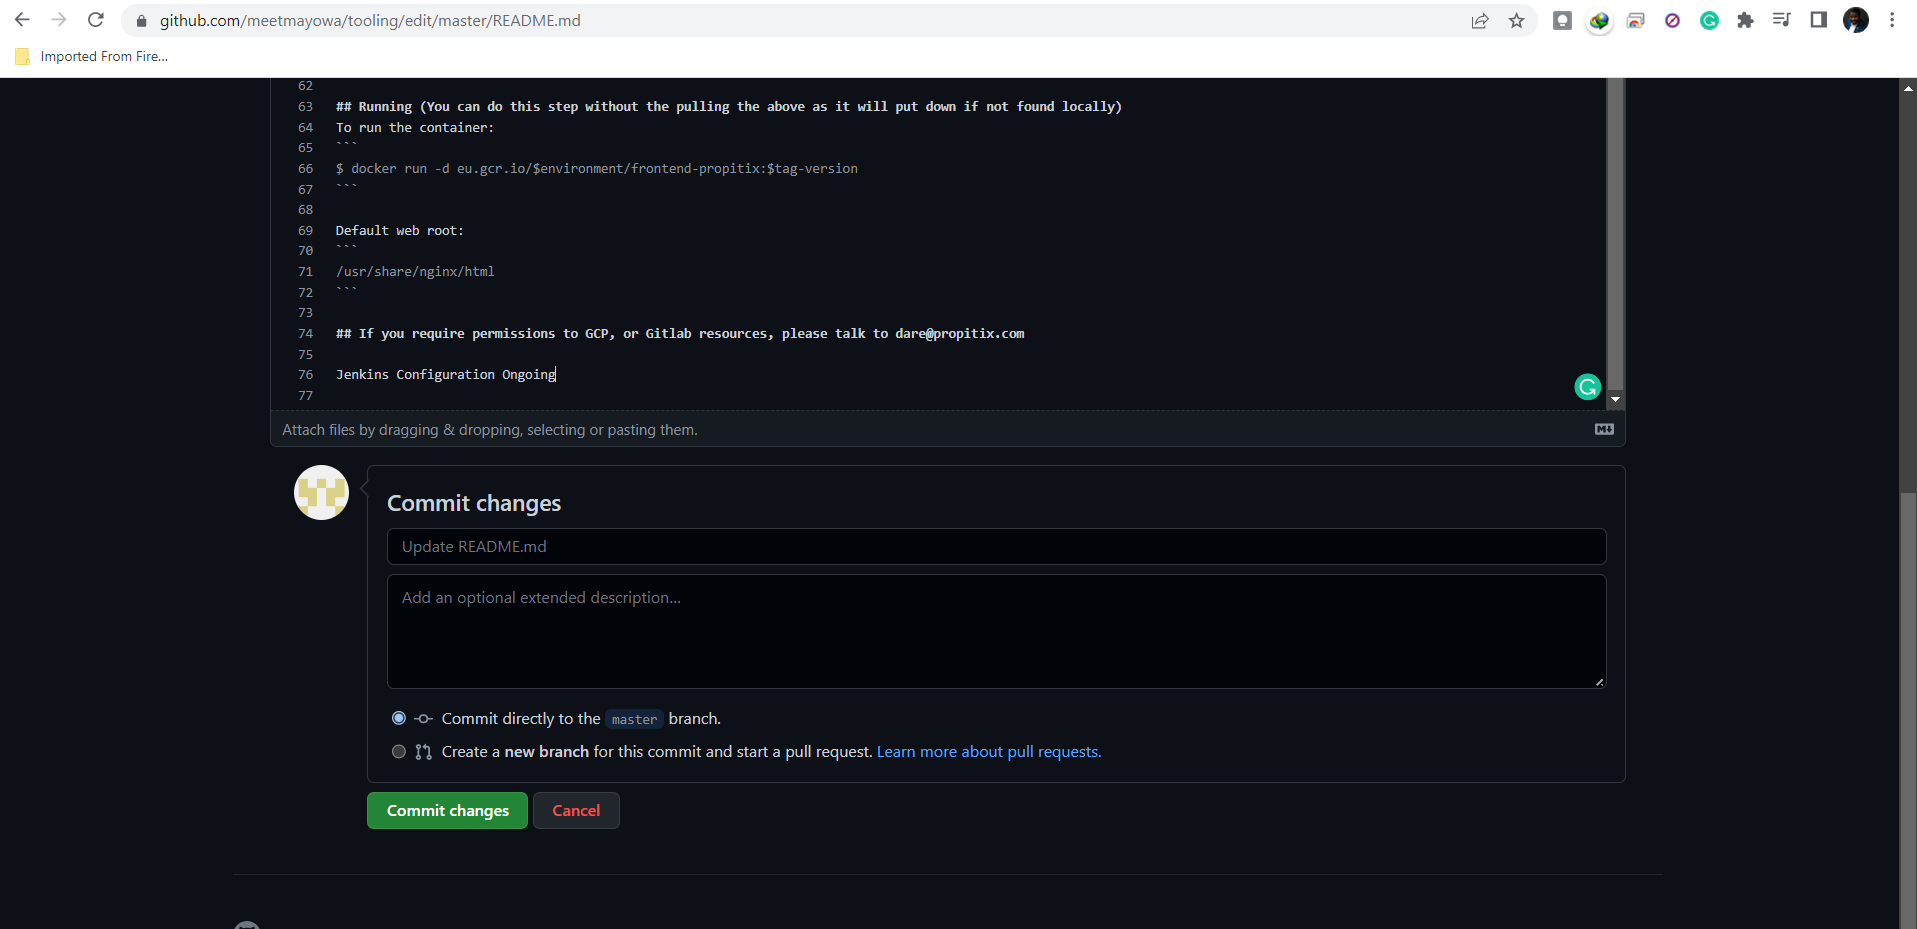 github.com/meetmayowa/tooling/edit/master/README.md
Imported From Fire...
62
63 ## Running (You can do this step without the pulling the above as it will put down if not found locally)
64 To run the container:
65 ```
66 $ docker run -d eu.gcr.io/$environment/frontend-propitix:$tag-version
67 ```
68
69 Default web root:
70 ```
71 /usr/share/nginx/html
72 ```
73
74 ## If you require permissions to GCP, or Gitlab resources, please talk to dare@propitix.com
75
76 Jenkins Configuration Ongoing
77
Attach files by dragging & dropping, selecting or pasting them.
Commit changes
Update README.md
Add an optional extended description...
Commit directly to the master branch.
Create a new branch for this commit and start a pull request. Learn more about pull requests.
Commit changes Cancel